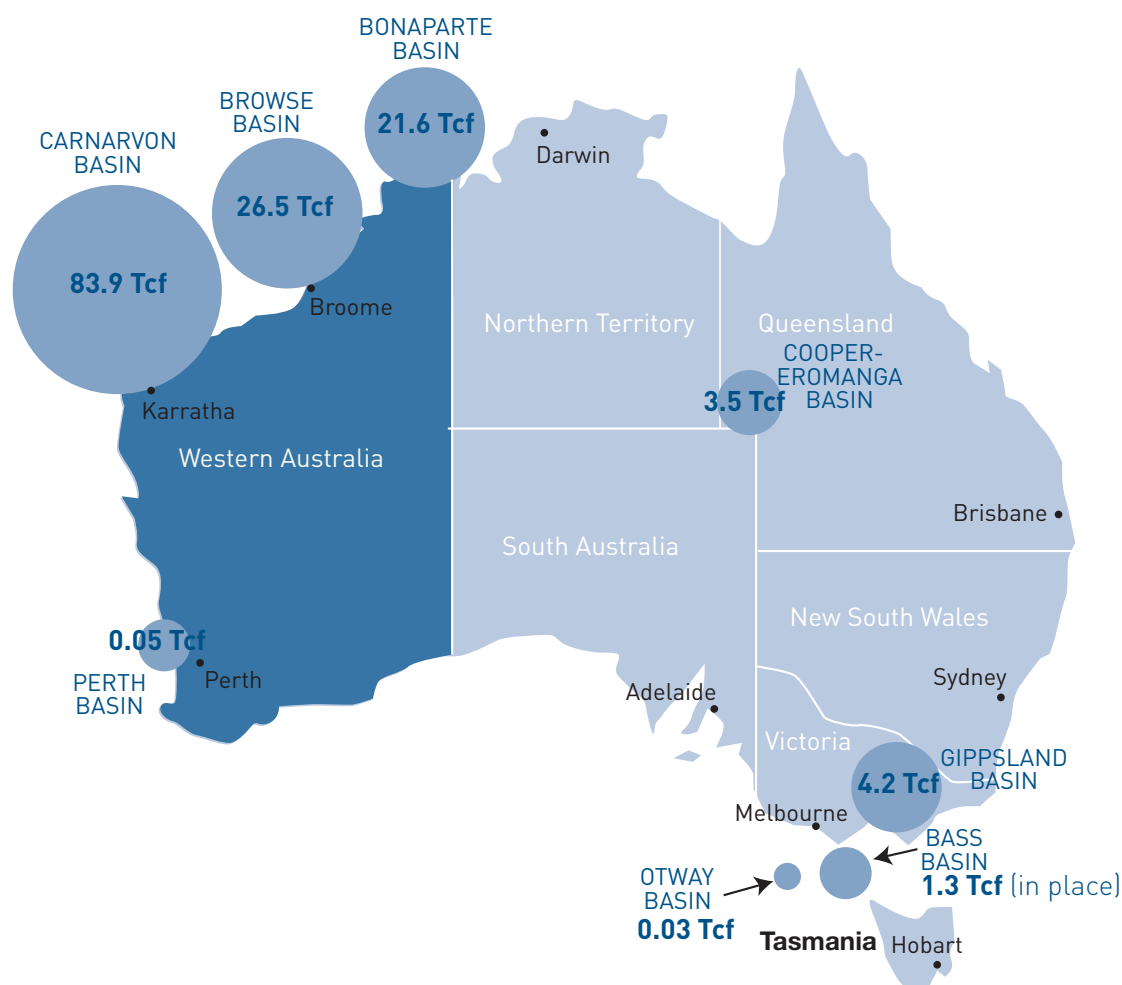 BONAPARTE
BASIN
21.6 Tcf
BROWSE
BASIN
26.5 Tcf
CARNARVON
BASIN
83.9 Tcf
Darwin
Broome
Northern Territory
Queensland
COOPER-
EROMANGA
BASIN
3.5 Tcf
Karratha
Western Australia
Brisbane
South Australia
New South Wales
0.05 Tcf
PERTH
BASIN
Perth
Adelaide
Sydney
Victoria
GIPPSLAND
BASIN
4.2 Tcf
Melbourne
BASS
BASIN
1.3 Tcf (in place)
OTWAY
BASIN
0.03 Tcf
Tasmania
Hobart